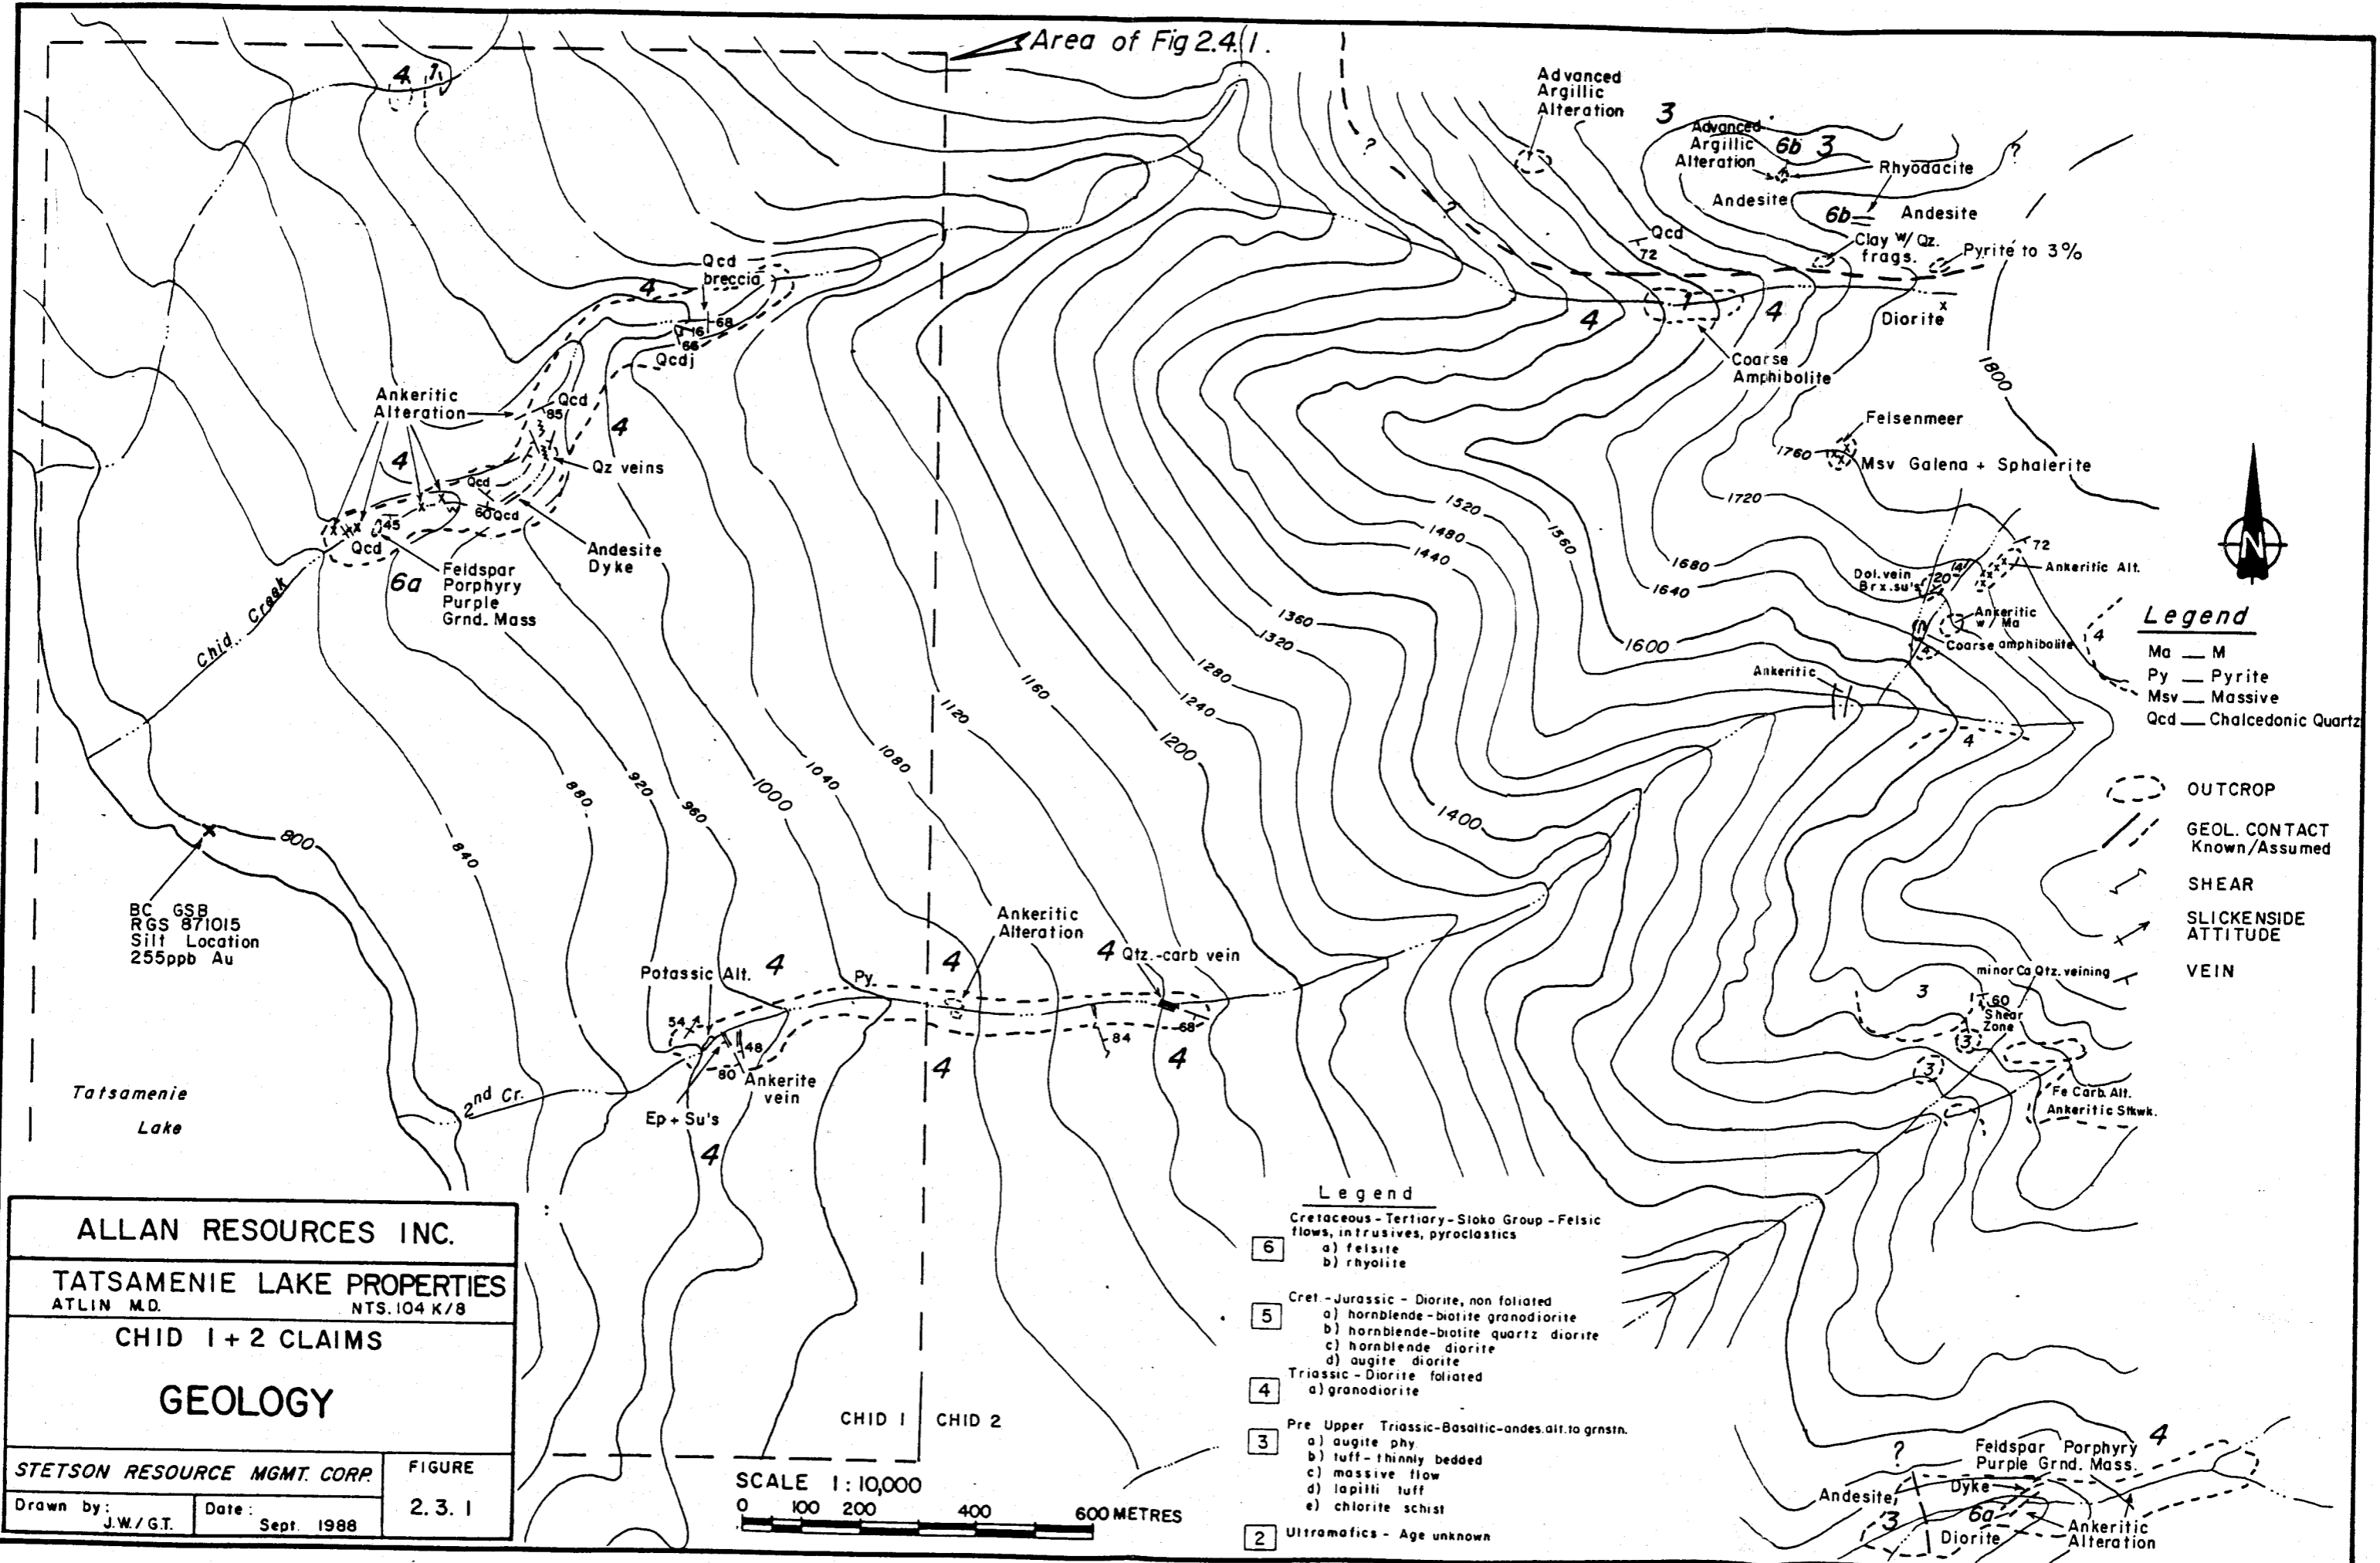 Area of Fig 2.4.1.
4 1
Advanced
Argillic
Alteration
3
Advanced
Argillic
Alteration
6b 3
Rhyodacite
?
?
?
Andesite
6b
Andesite
Qcd
72
Clay w/ Qz.
frags.
Pyrite to 3%
Qcd
breccia
4
68
16
66
Qcdj
1
4
4
Diorite
x
Coarse
Amphibolite
1800
Ankeritic
Alteration
Qcd
85
4
Felsenmeer
1760
Msv Galena + Sphalerite
4
Qz veins
Qcd
60 Qcd
45
Qcd
1720
1520
1480
1440
1560
Andesite
Dyke
6a
Feldspar
Porphyry
Purple
Grnd. Mass
1680
1640
72
Ankeritic Alt.
Dol. vein
Brx. su's
20
Ankeritic
w/ Ma
Coarse amphibolite
4
4
Chid Creek
1360
1320
1280
1240
1600
Ankeritic
4
N
Legend
Ma — M
Py — Pyrite
Msv — Massive
Qcd — Chalcedonic Quartz
1160
1120
1200
1080
1040
1000
960
920
880
840
800
1400
OUTCROP
GEOL. CONTACT
Known/Assumed
SHEAR
SLICKENSIDE
ATTITUDE
VEIN
BC GSB
RGS 871015
Silt Location
255ppb Au
Ankeritic
Alteration
Potassic Alt.
4
Py
4
4
Qtz.-carb vein
54
48
80
Ankerite
vein
84
68
4
4
Ep + Su's
4
2nd Cr.
Tatsamenie
Lake
minor Ca Qtz. veining
3
60
Shear
Zone
3
3
Fe Carb. Alt.
Ankeritic Stkwk.
ALLAN RESOURCES INC.
TATSAMENIE LAKE PROPERTIES
ATLIN M.D. NTS. 104 K/8
CHID 1 + 2 CLAIMS
GEOLOGY
STETSON RESOURCE MGMT. CORP.
FIGURE
2.3.1
Drawn by:
J.W./G.T.
Date:
Sept. 1988
CHID 1
CHID 2
SCALE 1:10,000
0 100 200 400 600 METRES
Legend
6
Cretaceous-Tertiary-Sloko Group-Felsic
flows, intrusives, pyroclastics
a) felsite
b) rhyolite
5
Cret.-Jurassic - Diorite, non foliated
a) hornblende-biotite granodiorite
b) hornblende-biotite quartz diorite
c) hornblende diorite
d) augite diorite
4
Triassic - Diorite foliated
a) granodiorite
3
Pre Upper Triassic-Basaltic-andes.alt.to grnstn.
a) augite phy.
b) tuff-thinnly bedded
c) massive flow
d) lapilli tuff
e) chlorite schist
2
Ultramafics - Age unknown
?
Feldspar Porphyry
Purple Grnd. Mass.
4
Andesite,
Dyke
3
6a
Diorite
Ankeritic
Alteration